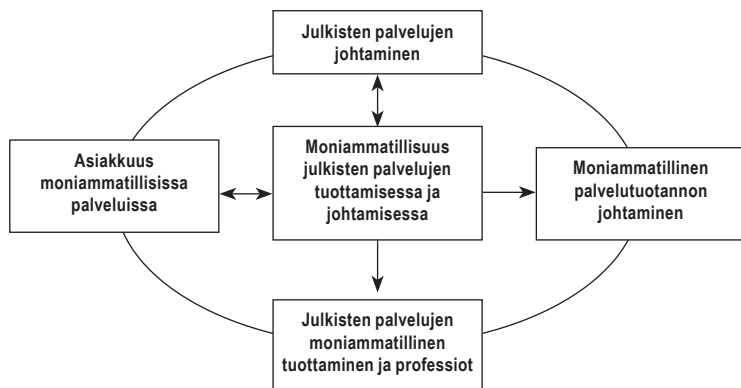 Julkisten palvelujen
johtaminen
Asiakkuus
moniammatillisissa
palveluissa
Moniammatillisuus
julkisten palvelujen
tuottamisessa ja
johtamisessa
Moniammatillinen
palvelutuotannon
johtaminen
Julkisten palvelujen
moniammatillinen
tuottaminen ja professiot